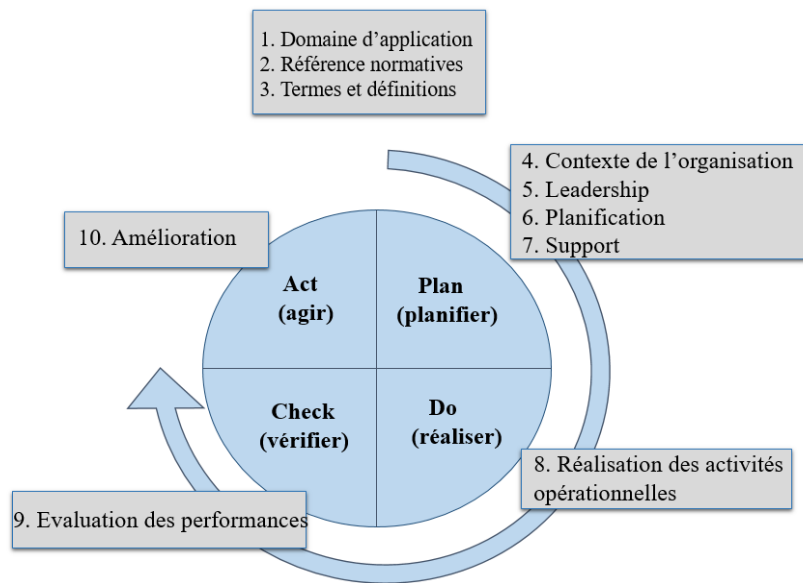 1. Domaine d’application
2. Référence normatives
3. Termes et définitions
4. Contexte de l’organisation
5. Leadership
6. Planification
7. Support
10. Amélioration
Act
(agir)
Plan
(planifier)
Check
(vérifier)
Do
(réaliser)
8. Réalisation des activités
opérationnelles
9. Evaluation des performances